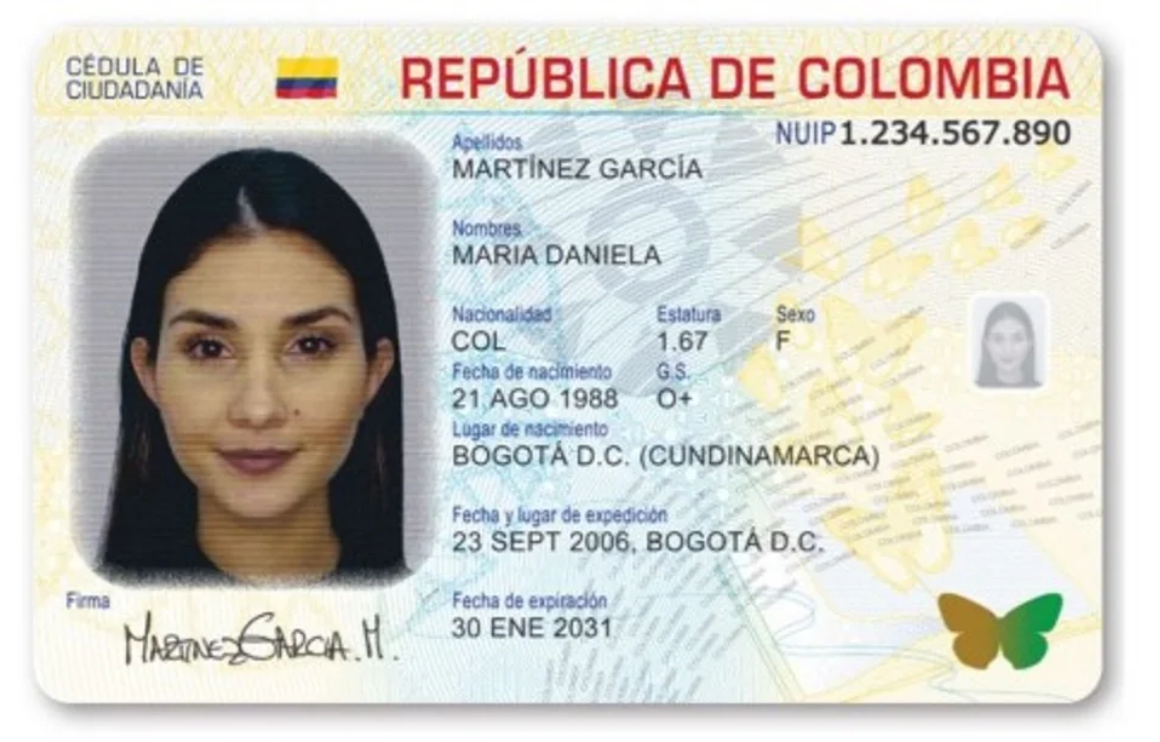 CÉDULA DE
CIUDADANÍA
REPÚBLICA DE COLOMBIA
NUIP 1.234.567.890
Apellidos
MARTÍNEZ GARCÍA
Nombres
MARIA DANIELA
Nacionalidad Estatura Sexo
COL 1.67 F
Fecha de nacimiento G.S.
21 AGO 1988 O+
Lugar de nacimiento
BOGOTÁ D.C. (CUNDINAMARCA)
Fecha y lugar de expedición
23 SEPT 2006, BOGOTÁ D.C.
Fecha de expiración
30 ENE 2031
Firma
MARTINEZ GARCIA. M.